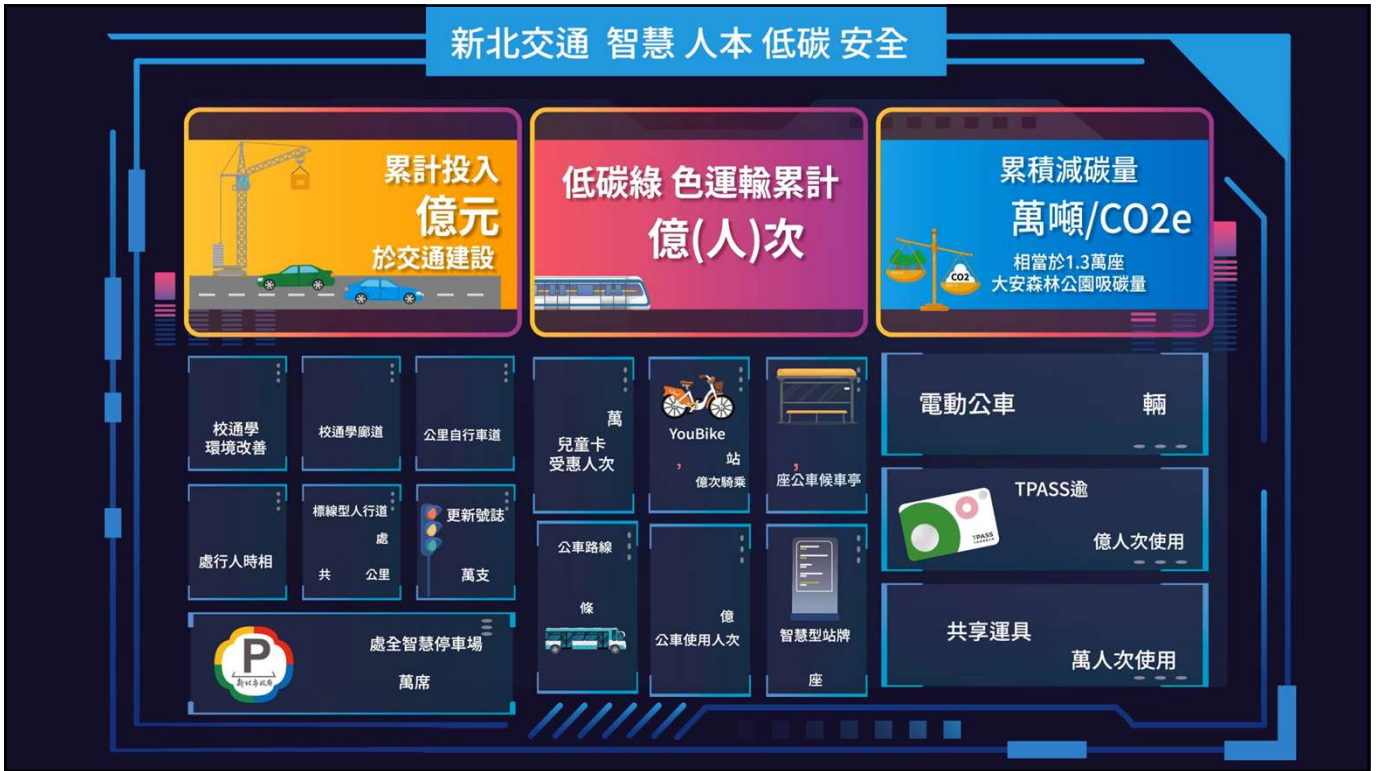 新北交通 智慧 人本 低碳 安全
累計投入
億元
於交通建設
低碳綠 色運輸累計
億(人)次
累積減碳量
萬噸/CO2e
相當於1.3萬座
大安森林公園吸碳量
CO2
校通學
環境改善
校通學廊道
公里自行車道
處行人時相
標線型人行道
處
共 公里
更新號誌
萬支
P
新北市政府
處全智慧停車場
萬席
萬
兒童卡
受惠人次
YouBike
, 站
億次騎乘
,
座公車候車亭
公車路線
條
億
公車使用人次
智慧型站牌
座
電動公車 輛
TPASS逾
TPASS
億人次使用
共享運具
萬人次使用